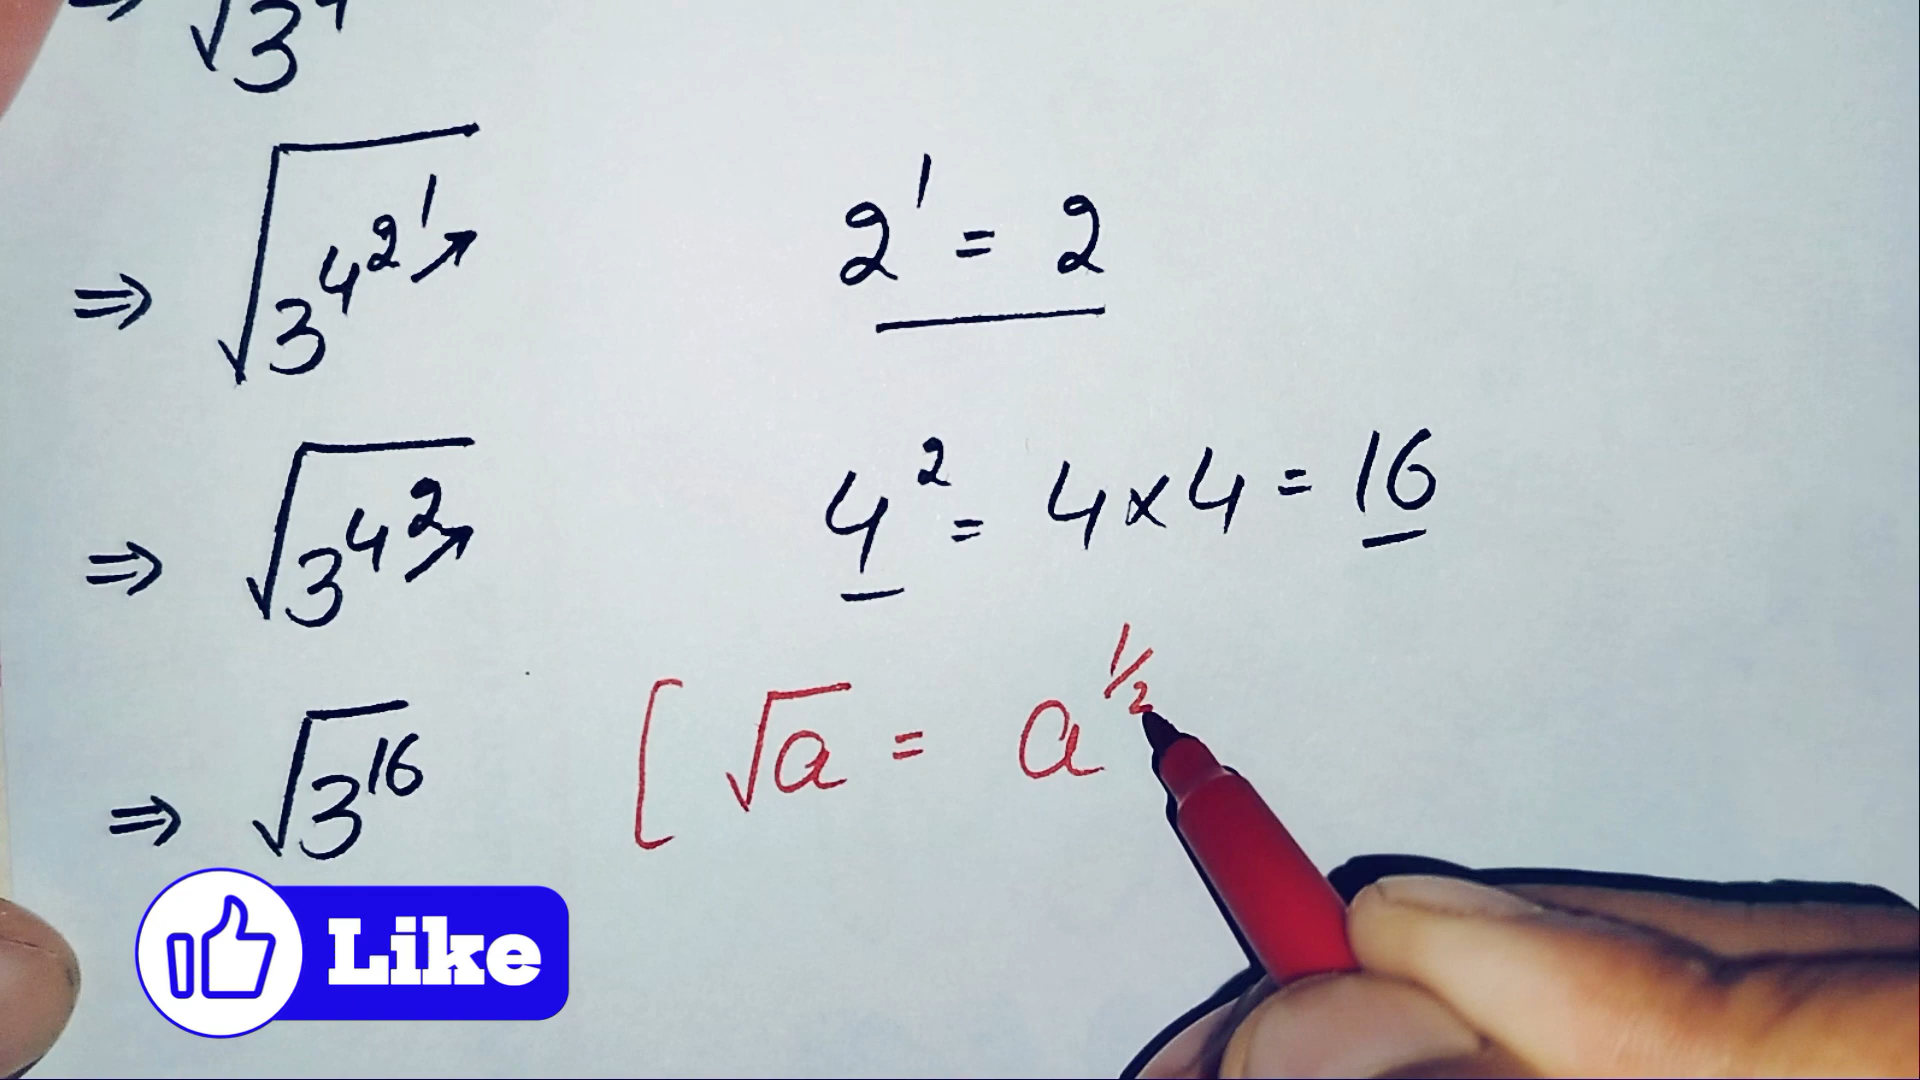 ⇒ √3^4
⇒ √3^4^2^1 2^1 = 2
⇒ √3^4^2 4^2 = 4×4 = 16
⇒ √3^16 [ √a = a^1/2
Like